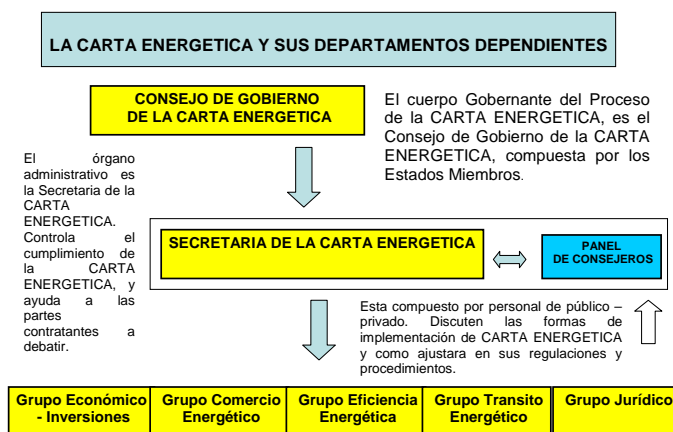 LA CARTA ENERGETICA Y SUS DEPARTAMENTOS DEPENDIENTES
CONSEJO DE GOBIERNO
DE LA CARTA ENERGETICA
El cuerpo Gobernante del Proceso
de la CARTA ENERGETICA, es el
Consejo de Gobierno de la CARTA
ENERGETICA, compuesta por los
Estados Miembros.
El órgano
administrativo es
la Secretaria de la
CARTA
ENERGETICA.
Controla el
cumplimiento de
la CARTA
ENERGETICA, y
ayuda a las
partes
contratantes a
debatir.
SECRETARIA DE LA CARTA ENERGETICA
PANEL
DE CONSEJEROS
Esta compuesto por personal de público –
privado. Discuten las formas de
implementación de CARTA ENERGETICA
y como ajustara en sus regulaciones y
procedimientos.
Grupo Económico
- Inversiones
Grupo Comercio
Energético
Grupo Eficiencia
Energética
Grupo Transito
Energético
Grupo Jurídico